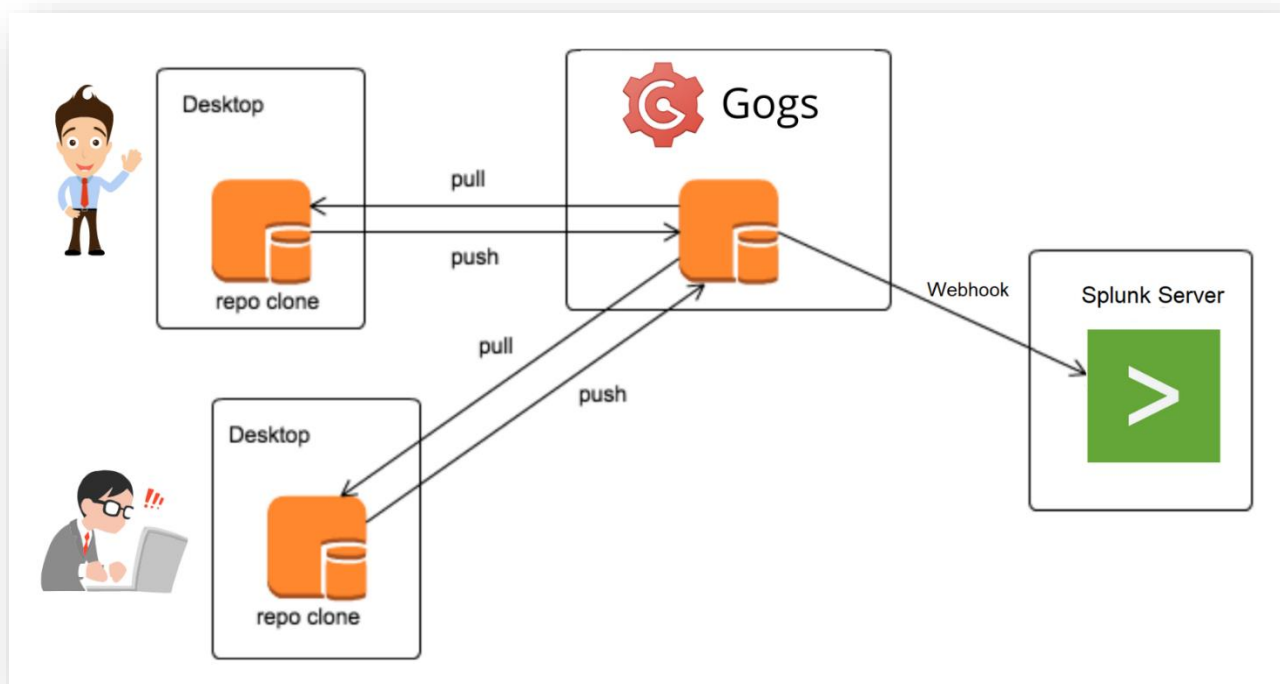 Desktop
Gogs
pull
push
repo clone
Webhook
Splunk Server
>
pull
push
Desktop
!!!
repo clone